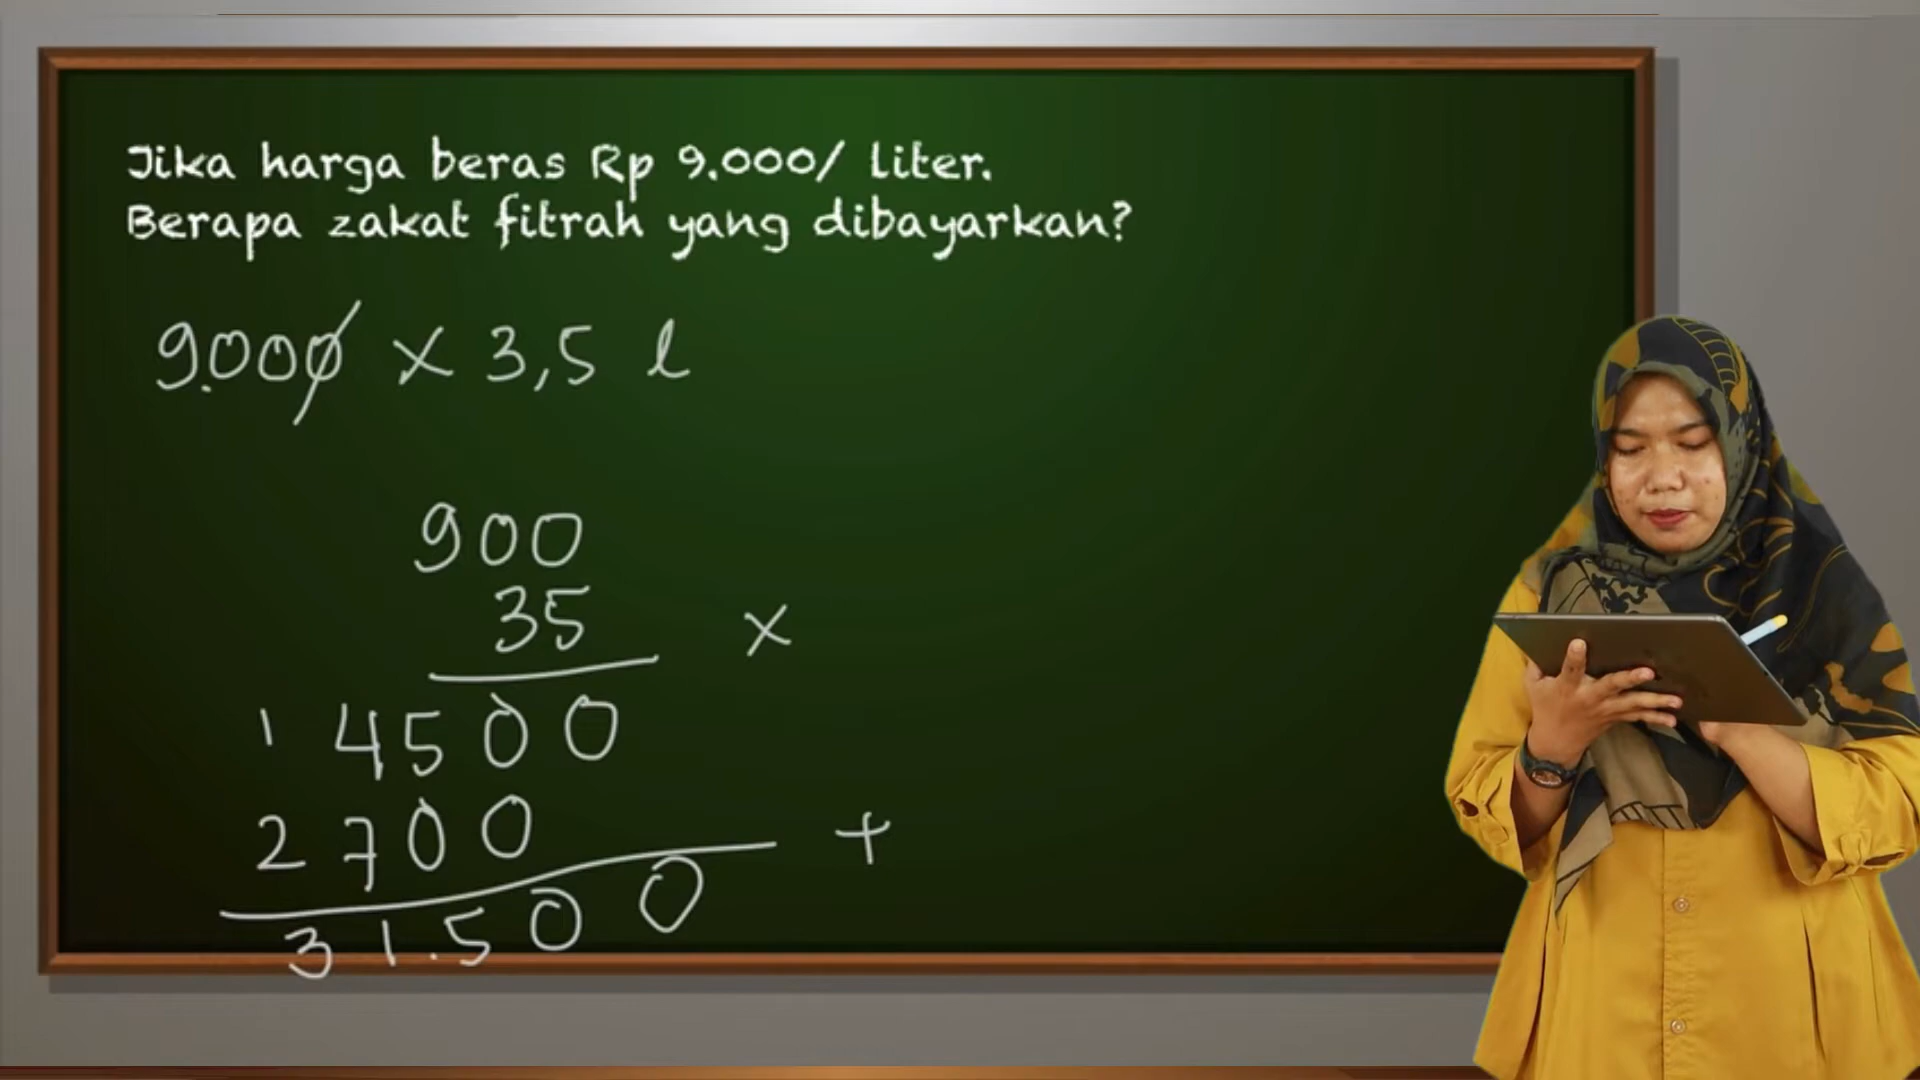 Jika harga beras Rp 9.000/ liter.
Berapa zakat fitrah yang dibayarkan?
9.000 x 3,5 l
900
35 x
1 4500
2700 +
31.500